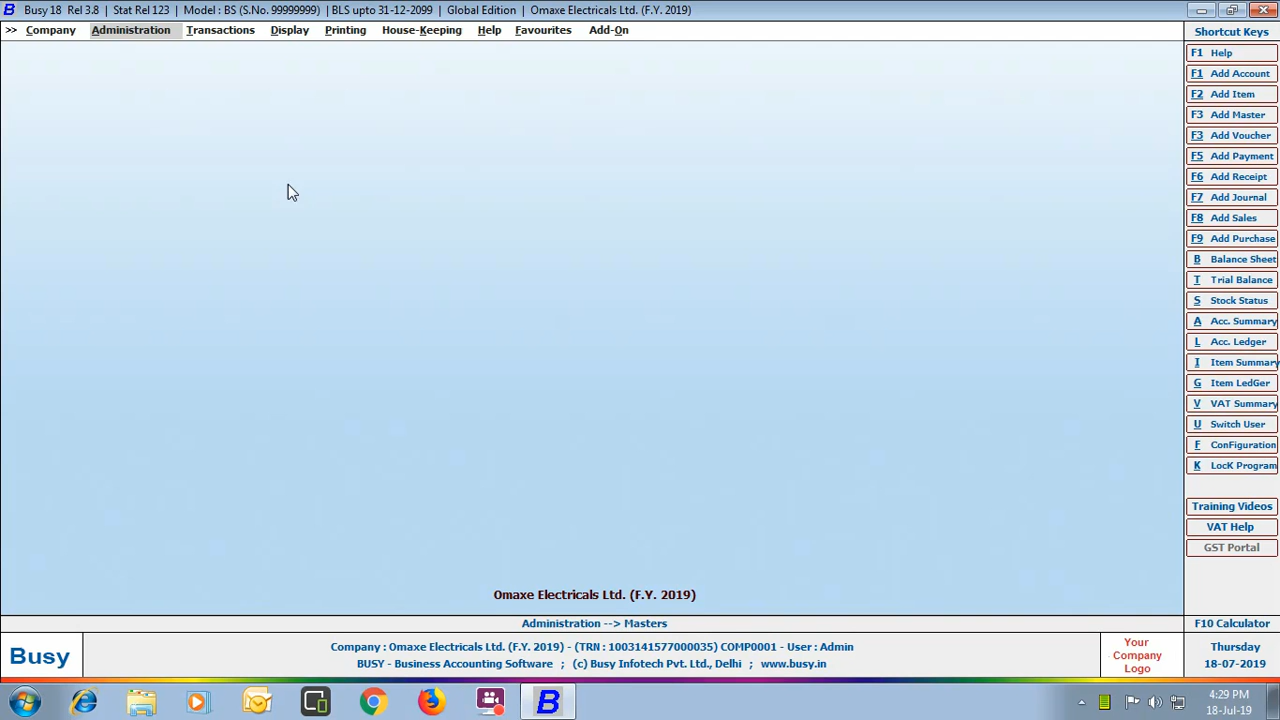 Busy 18 Rel 3.8 | Stat Rel 123 | Model : BS (S.No. 99999999) | BLS upto 31-12-2099 | Global Edition | Omaxe Electricals Ltd. (F.Y. 2019)
>> Company Administration Transactions Display Printing House-Keeping Help Favourites Add-On
Shortcut Keys
F1 Help
F1 Add Account
F2 Add Item
F3 Add Master
F3 Add Voucher
F5 Add Payment
F6 Add Receipt
F7 Add Journal
F8 Add Sales
F9 Add Purchase
B Balance Sheet
T Trial Balance
S Stock Status
A Acc. Summary
L Acc. Ledger
I Item Summary
G Item LedGer
V VAT Summary
U Switch User
F ConFiguration
K LocK Program
Training Videos
VAT Help
GST Portal
Omaxe Electricals Ltd. (F.Y. 2019)
Administration --> Masters
F10 Calculator
Busy
Company : Omaxe Electricals Ltd. (F.Y. 2019) - (TRN : 1003141577000035) COMP0001 - User : Admin
BUSY - Business Accounting Software ; (c) Busy Infotech Pvt. Ltd., Delhi ; www.busy.in
Your
Company
Logo
Thursday
18-07-2019
4:29 PM
18-Jul-19